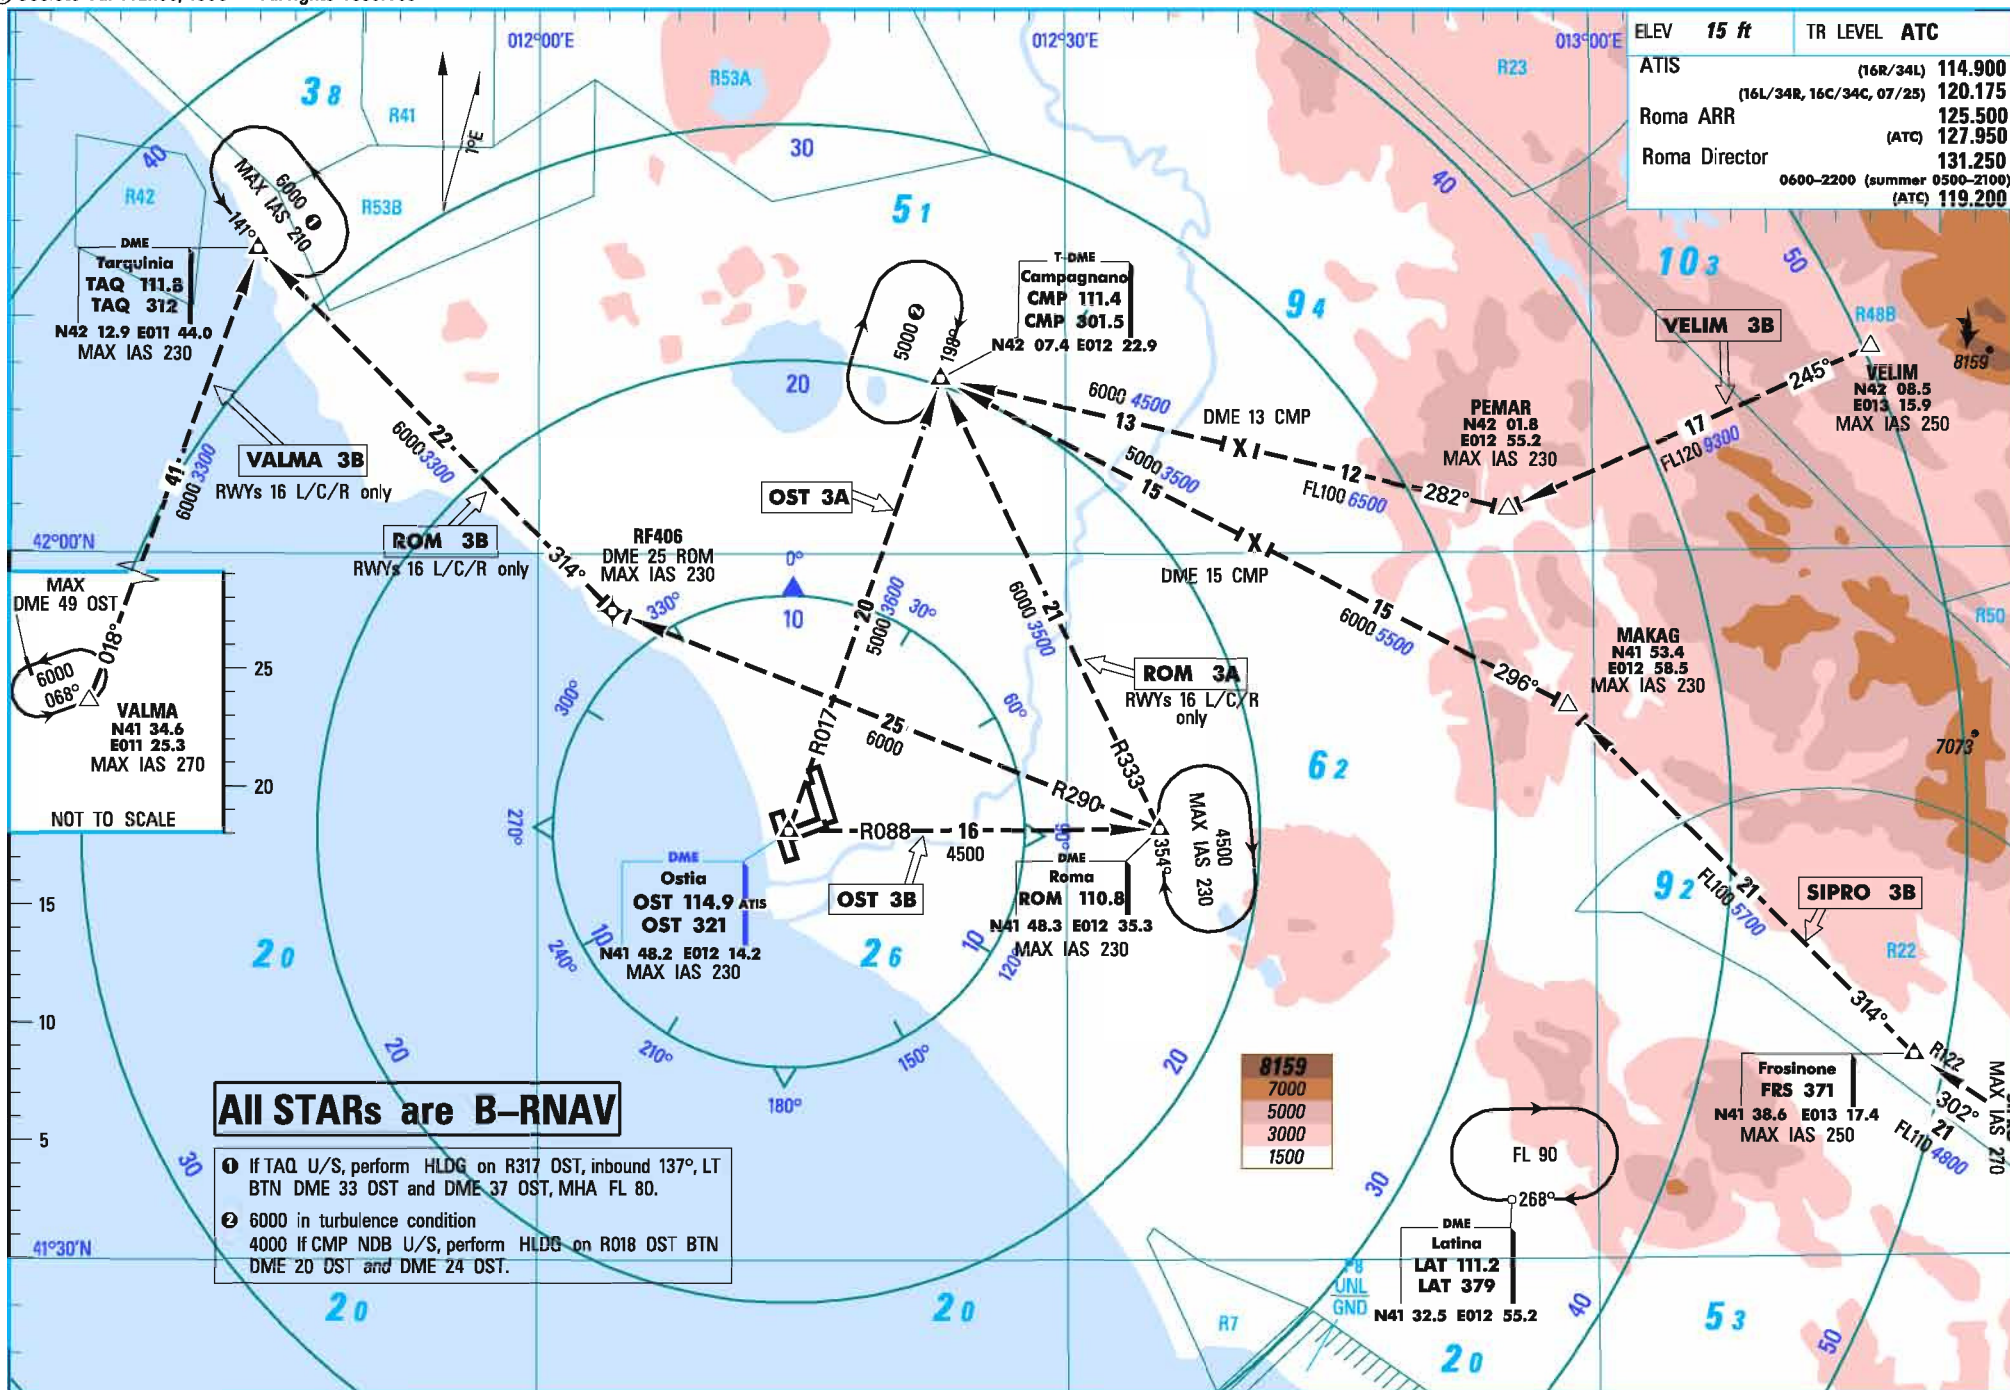 012°00'E
012°30'E
013°00'E
ELEV 15 ft
TR LEVEL ATC
ATIS
(16R/34L) 114.900
(16L/34R, 16C/34C, 07/25) 120.175
Roma ARR 125.500
(ATC) 127.950
Roma Director 131.250
0600–2200 (summer 0500–2100)
(ATC) 119.200
38
R41
R53A
R23
1°E
30
40
40
R42
R53B
51
103
50
6000 ❶
MAX IAS 210
141°
DME
Tarquinia
TAQ 111.8
TAQ 312
N42 12.9 E011 44.0
MAX IAS 230
T-DME
Campagnano
CMP 111.4
CMP 301.5
N42 07.4 E012 22.9
5000 ❷
198°
94
R48B
8159
VELIM 3B
VELIM
N42 08.5
E013 15.9
MAX IAS 250
245°
17
FL120 9300
20
6000 4500
13
DME 13 CMP
12
FL100 6500
282°
PEMAR
N42 01.8
E012 55.2
MAX IAS 230
41
6000 3300
VALMA 3B
RWYs 16 L/C/R only
22
6000 3300
ROM 3B
RWYs 16 L/C/R only
314°
OST 3A
5000 3500
15
DME 15 CMP
15
6000 5500
296°
42°00'N
RF406
DME 25 ROM
MAX IAS 230
0°
10
330°
30°
20
5000 3600
21
6000 3500
R50
MAX
DME 49 OST
018°
6000
068°
VALMA
N41 34.6
E011 25.3
MAX IAS 270
NOT TO SCALE
25
20
15
10
5
MAKAG
N41 53.4
E012 58.5
MAX IAS 230
ROM 3A
RWYs 16 L/C/R
only
300°
60°
R017
25
6000
R333
R290
7073
62
270°
90°
R088
16
4500
354°
4500
MAX IAS 230
DME
Ostia
OST 114.9 ATIS
OST 321
N41 48.2 E012 14.2
MAX IAS 230
OST 3B
DME
Roma
ROM 110.8
N41 48.3 E012 35.3
MAX IAS 230
92
21
FL100 5700
SIPRO 3B
R22
20
26
10
240°
10
120°
314°
20
210°
150°
20
180°
8159
7000
5000
3000
1500
Frosinone
FRS 371
N41 38.6 E013 17.4
MAX IAS 250
R122
302°
21
FL110 4800
MAX IAS 270
All STARs are B–RNAV
30
❶ If TAQ U/S, perform HLDG on R317 OST, inbound 137°, LT
BTN DME 33 OST and DME 37 OST, MHA FL 80.
❷ 6000 in turbulence condition
4000 If CMP NDB U/S, perform HLDG on R018 OST BTN
DME 20 OST and DME 24 OST.
FL 90
268°
30
DME
Latina
LAT 111.2
LAT 379
N41 32.5 E012 55.2
41°30'N
UNL
GND
R7
20
20
20
40
53
50